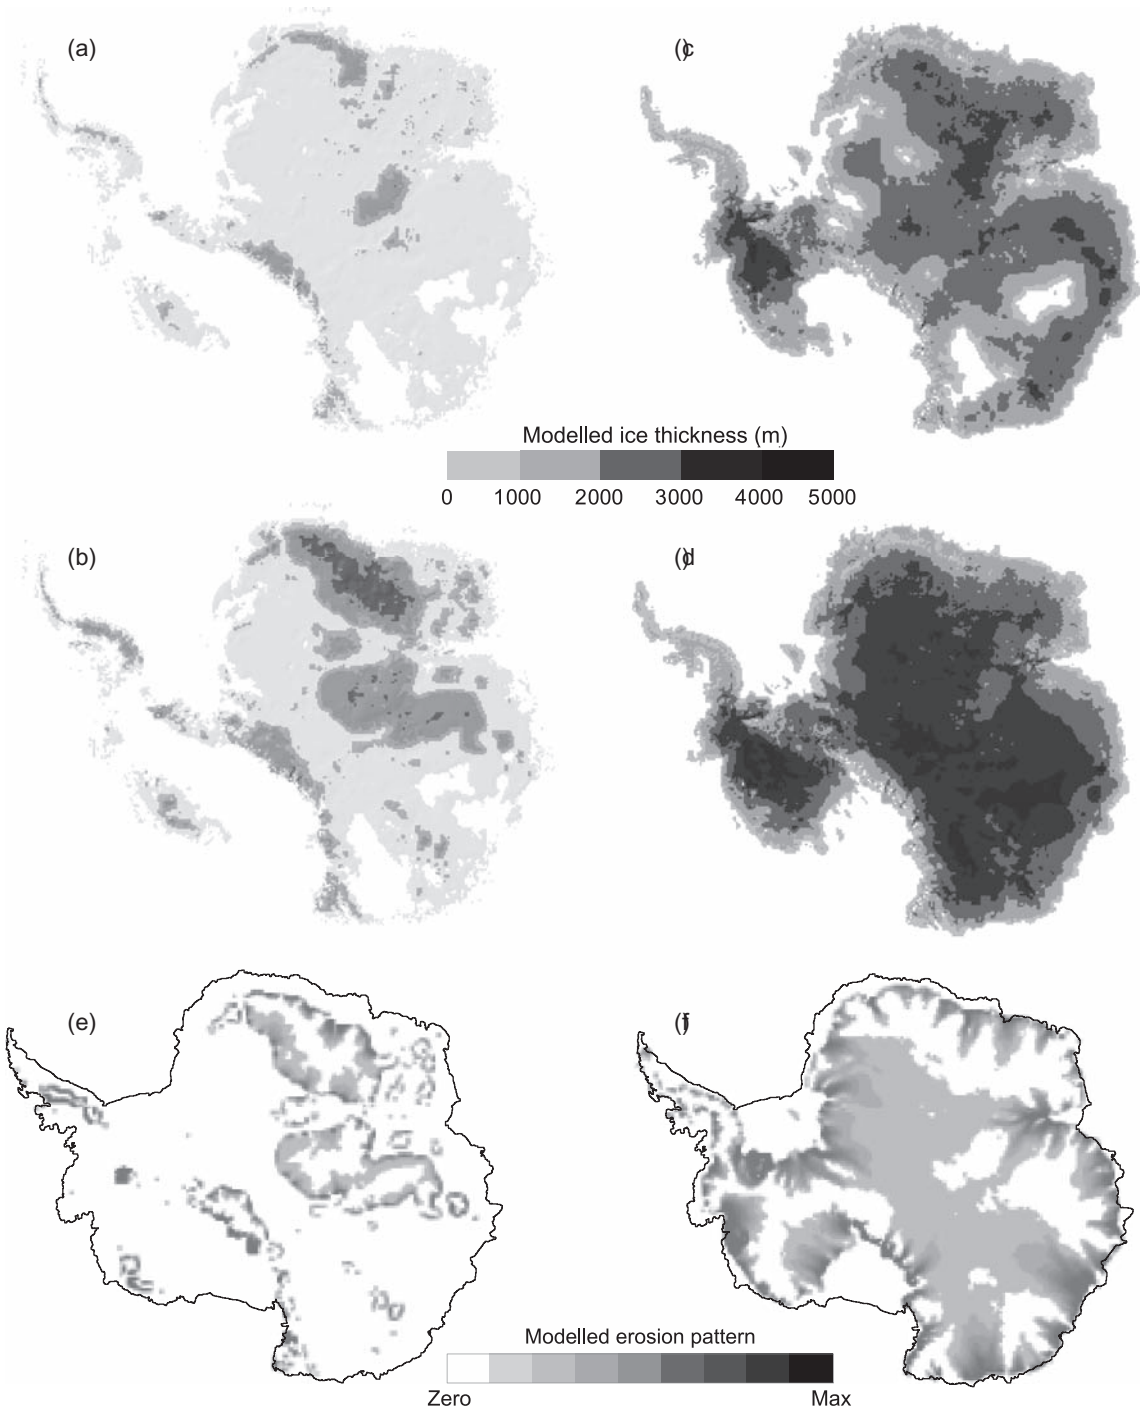 (a)
(c)
Modelled ice thickness (m)
0 1000 2000 3000 4000 5000
(b)
(d)
(e)
(f)
Modelled erosion pattern
Zero Max